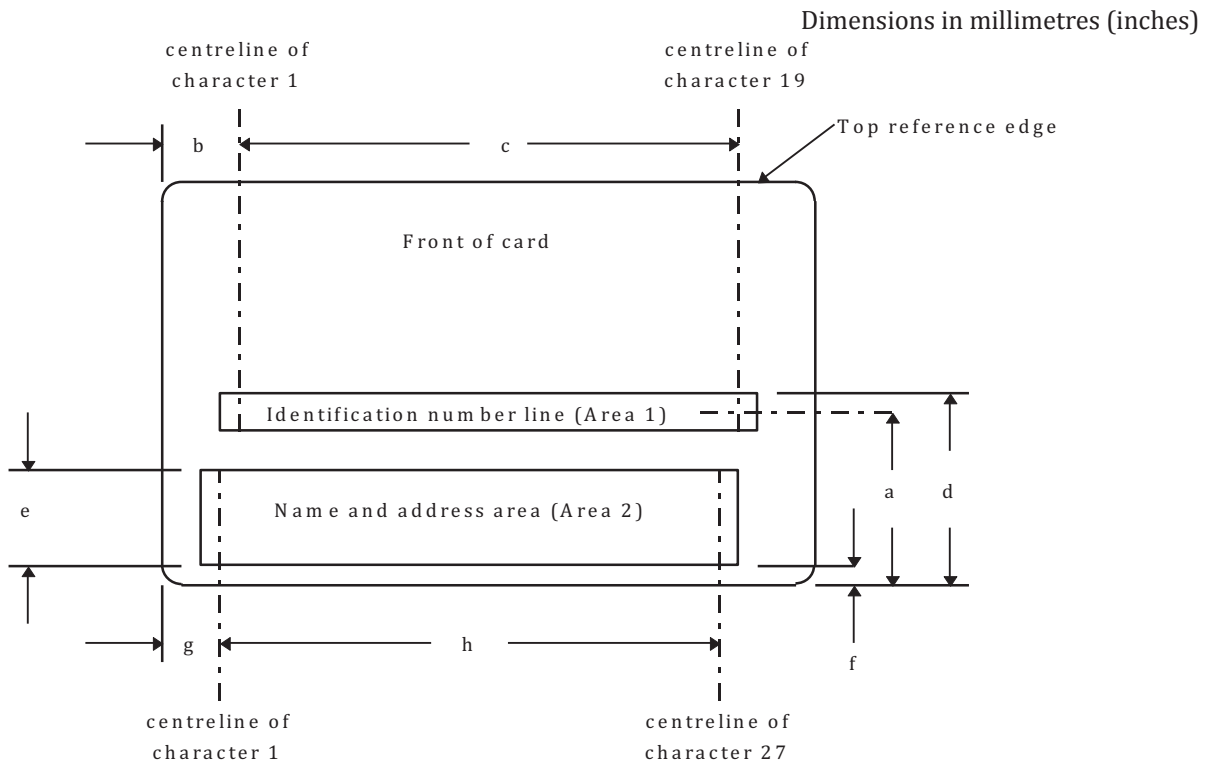 Dimensions in millimetres (inches)
centreline of
character 1
centreline of
character 19
b
c
Top reference edge
Front of card
Identification number line (Area 1)
a
d
e
Name and address area (Area 2)
g
h
f
centreline of
character 1
centreline of
character 27